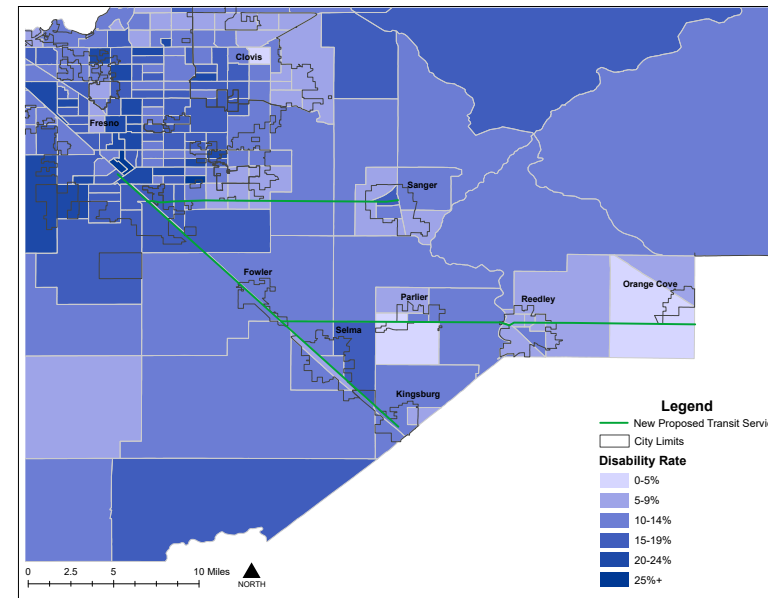 Clovis
Fresno
Sanger
Fowler
Parlier
Reedley
Orange Cove
Selma
Kingsburg
Legend
New Proposed Transit Servi
City Limits
Disability Rate
0-5%
5-9%
10-14%
15-19%
20-24%
25%+
0 2.5 5 10 Miles
NORTH